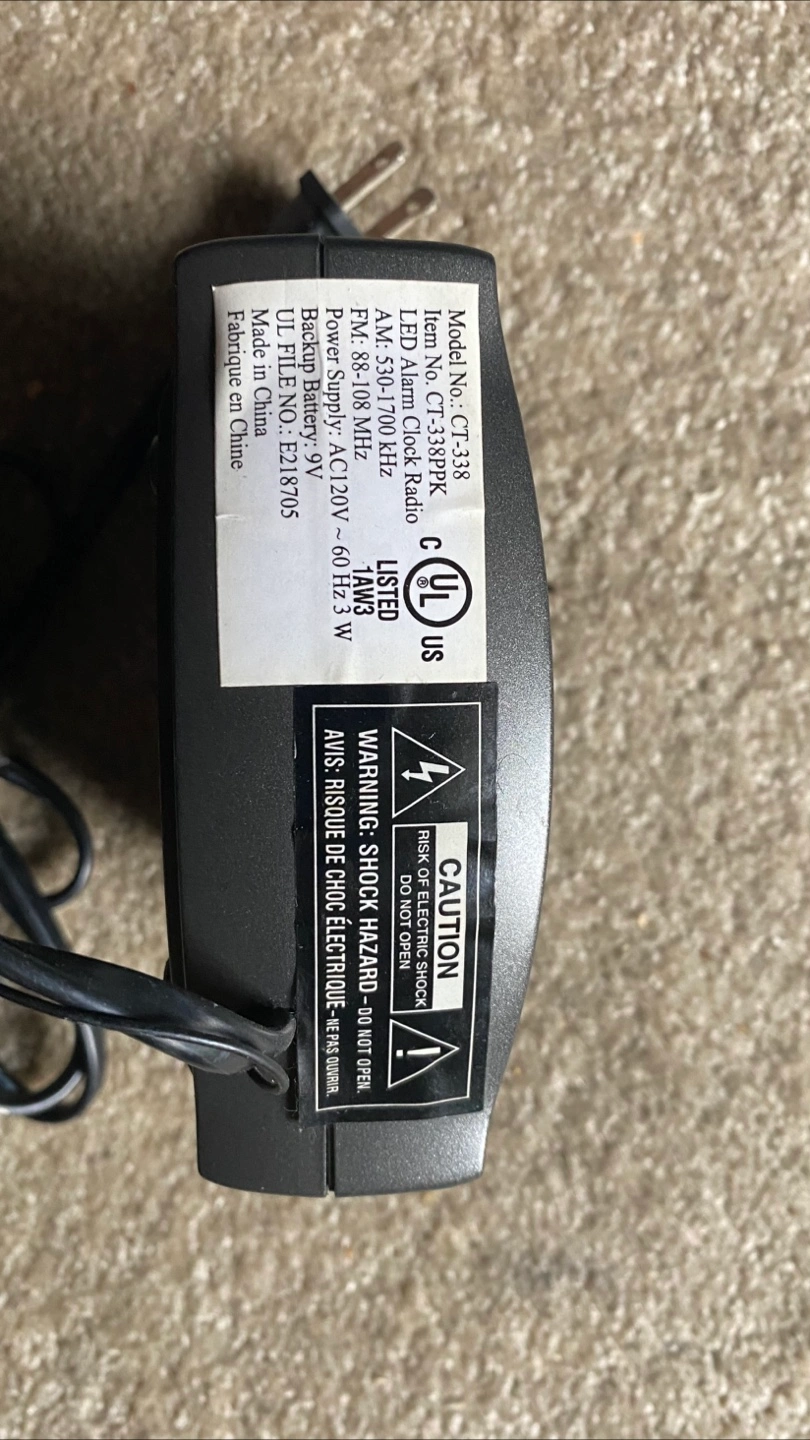 Model No.: CT-338
Item No. CT-338PPK
LED Alarm Clock Radio
AM: 530-1700 kHz
FM: 88-108 MHz
Power Supply: AC120V ~ 60 Hz 3 W
Backup Battery: 9V
UL FILE NO.: E218705
Made in China
Fabrique en Chine
C UL ® US
LISTED
1AW3
CAUTION
RISK OF ELECTRIC SHOCK
DO NOT OPEN
!
WARNING: SHOCK HAZARD - DO NOT OPEN.
AVIS: RISQUE DE CHOC ÉLECTRIQUE-NE PAS OUVRIR.